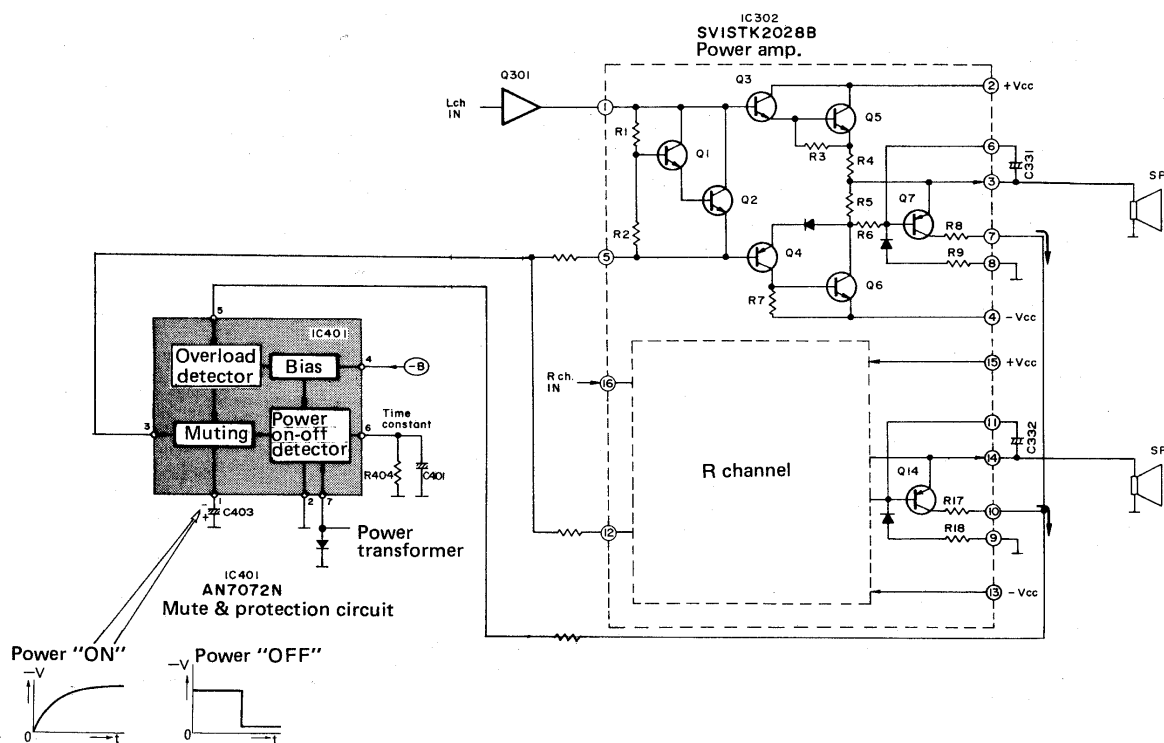 IC302
SVISTK2028B
Power amp.
Q301
Lch
IN
1
R1
R2
Q1
Q2
Q3
Q5
R3
R4
R5
Q7
R6
R8
R9
Q4
R7
Q6
2
+Vcc
6
C331
3
SP
7
8
5
4
-Vcc
15
+Vcc
R ch.
IN
16
R channel
11
C332
14
SP
Q14
R17
10
R18
9
12
13
-Vcc
5
IC401
Overload
detector
Bias
4
-B
3
Muting
Power
on-off
detector
6
Time
constant
R404
C401
1
-
+
C403
2
7
Power
transformer
IC401
AN7072N
Mute & protection circuit
Power "ON"
-V
0
t
Power "OFF"
-V
0
t